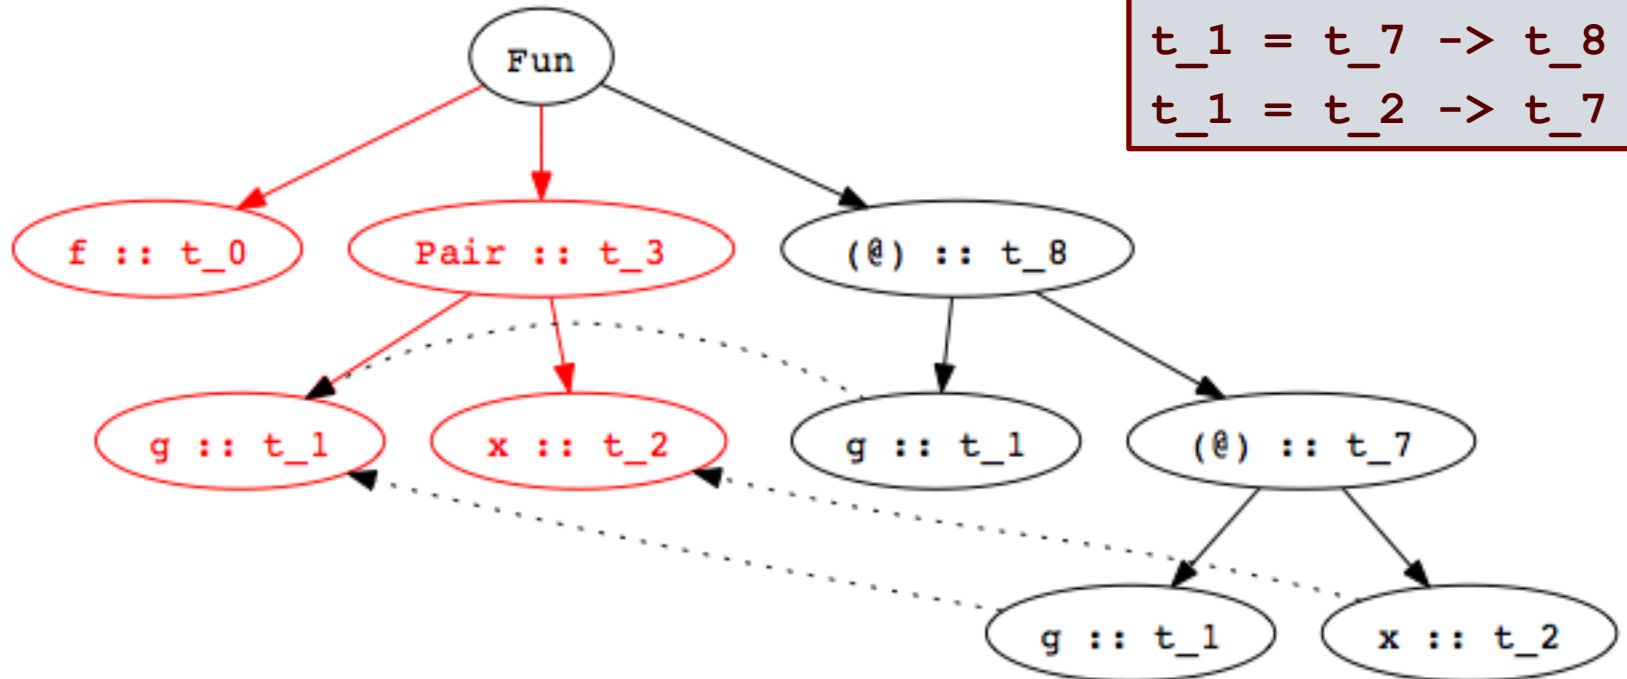 t_1 = t_7 -> t_8
t_1 = t_2 -> t_7
Fun
f :: t_0
Pair :: t_3
(@) :: t_8
g :: t_1
x :: t_2
g :: t_1
(@) :: t_7
g :: t_1
x :: t_2